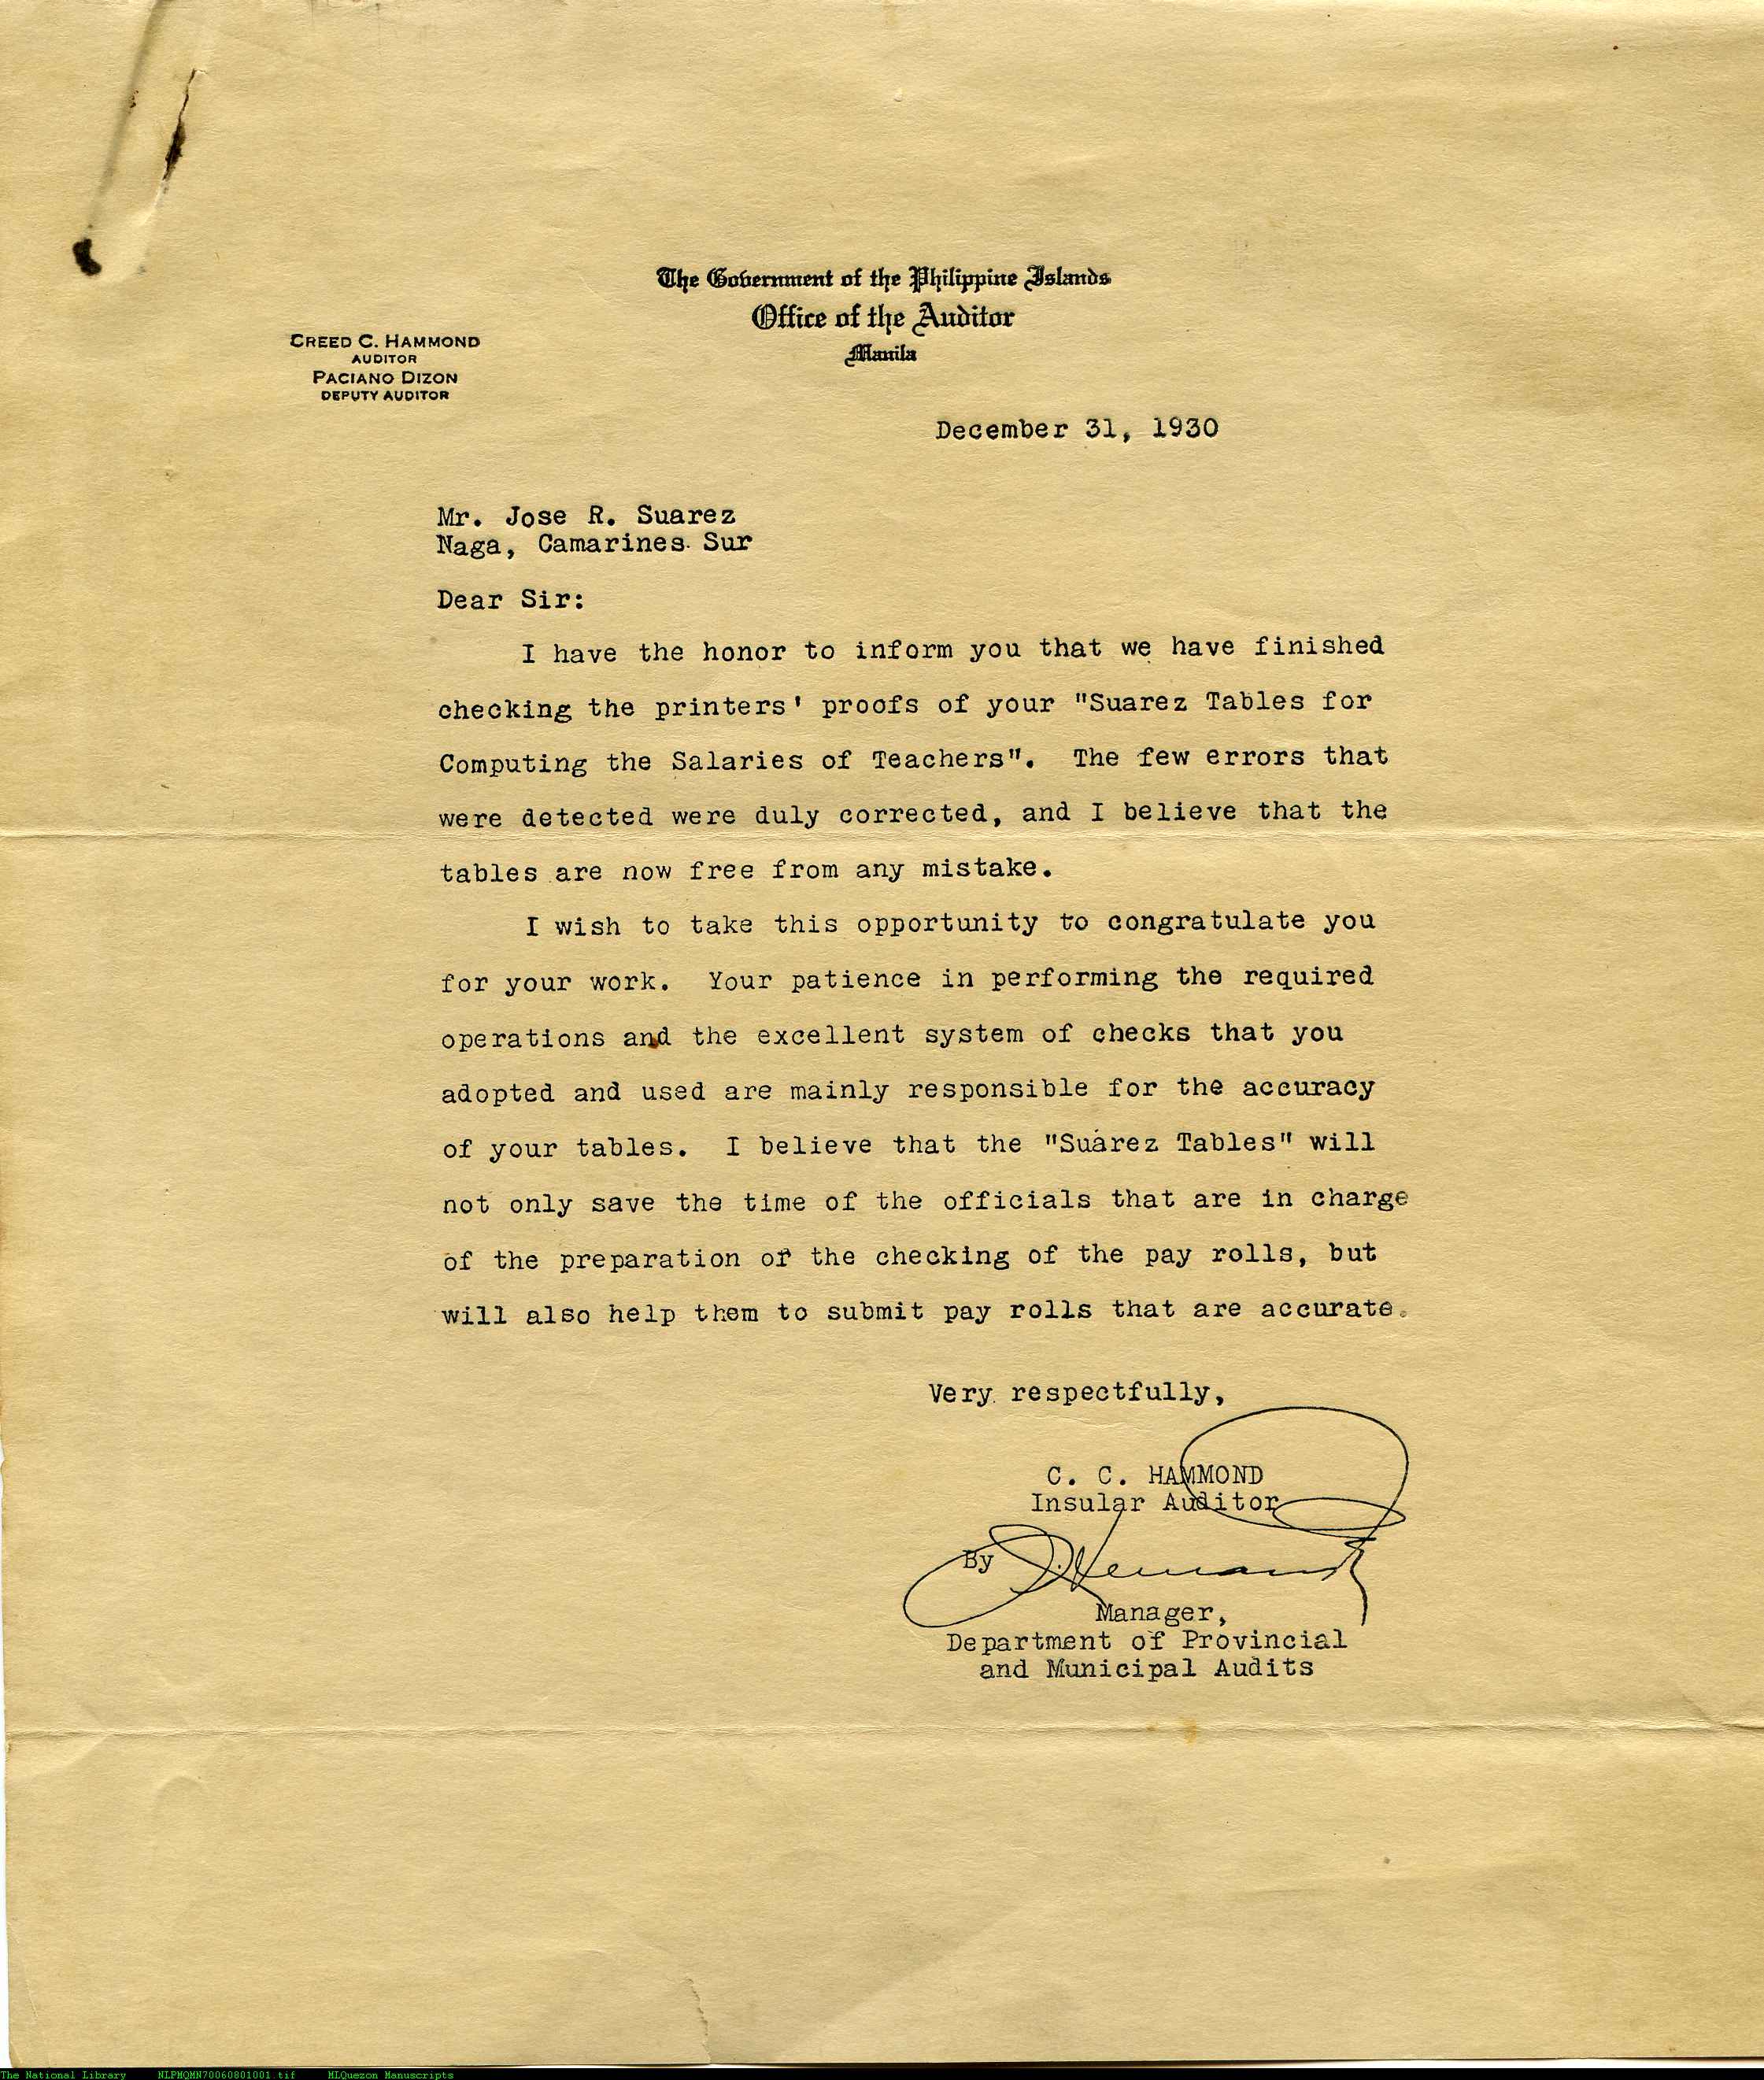 The Government of the Philippine Islands
Office of the Auditor
Manila
CREED C. HAMMOND
AUDITOR
PACIANO DIZON
DEPUTY AUDITOR
December 31, 1930
Mr. Jose R. Suarez
Naga, Camarines Sur
Dear Sir:
I have the honor to inform you that we have finished
checking the printers' proofs of your "Suarez Tables for
Computing the Salaries of Teachers". The few errors that
were detected were duly corrected, and I believe that the
tables are now free from any mistake.
I wish to take this opportunity to congratulate you
for your work. Your patience in performing the required
operations and the excellent system of checks that you
adopted and used are mainly responsible for the accuracy
of your tables. I believe that the "Suarez Tables" will
not only save the time of the officials that are in charge
of the preparation or the checking of the pay rolls, but
will also help them to submit pay rolls that are accurate.
Very respectfully,
C. C. HAMMOND
Insular Auditor
By
Manager,
Department of Provincial
and Municipal Audits
The National Library NLPMQMN70060801001.tif MLQuezon Manuscripts